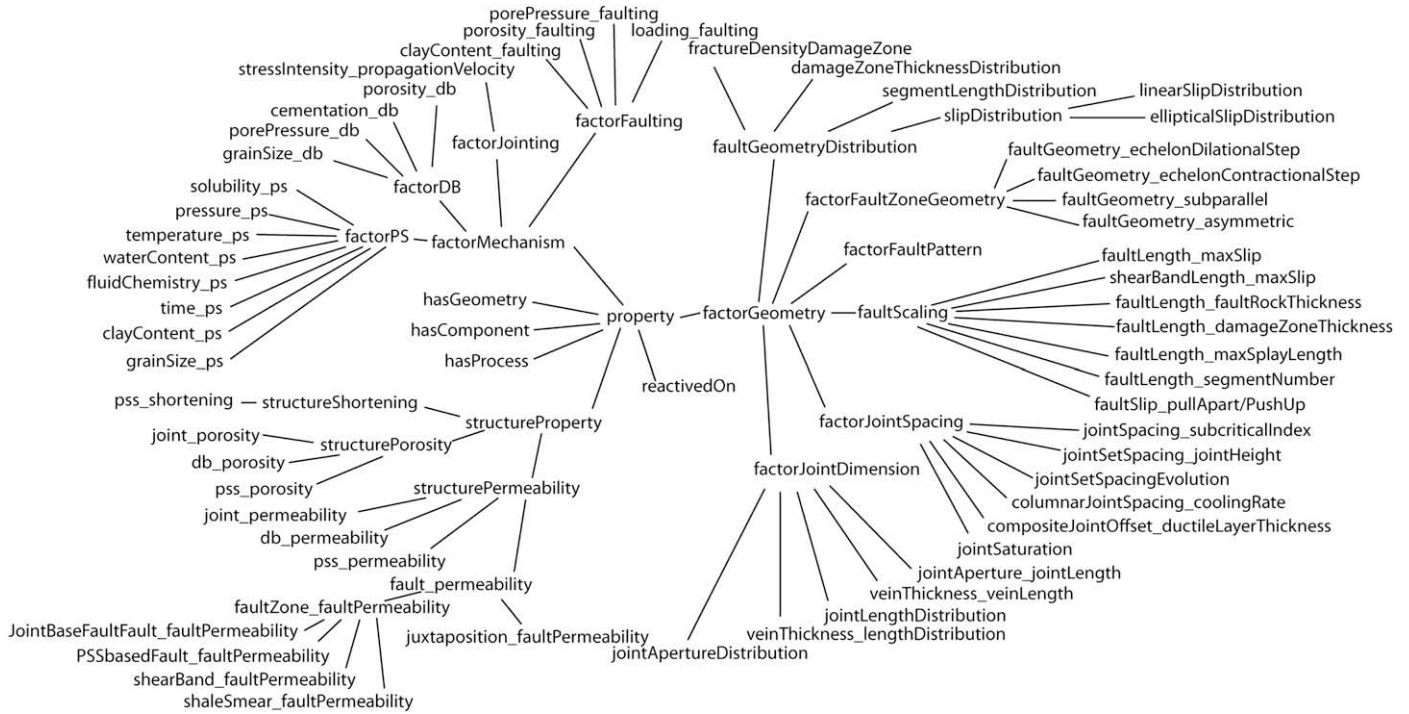 porePressure_faulting
porosity_faulting
loading_faulting
clayContent_faulting
fractureDensityDamageZone
stressIntensity_propagationVelocity
damageZoneThicknessDistribution
porosity_db
segmentLengthDistribution
linearSlipDistribution
cementation_db
slipDistribution
ellipticalSlipDistribution
porePressure_db
factorFaulting
factorJointing
faultGeometryDistribution
grainSize_db
faultGeometry_echelonDilationalStep
factorDB
faultGeometry_echelonContractionalStep
solubility_ps
factorFaultZoneGeometry
faultGeometry_subparallel
pressure_ps
faultGeometry_asymmetric
temperature_ps
factorPS
factorMechanism
factorFaultPattern
waterContent_ps
faultLength_maxSlip
fluidChemistry_ps
shearBandLength_maxSlip
hasGeometry
faultLength_faultRockThickness
time_ps
property
factorGeometry
faultScaling
faultLength_damageZoneThickness
hasComponent
clayContent_ps
faultLength_maxSplayLength
hasProcess
grainSize_ps
faultLength_segmentNumber
reactivedOn
faultSlip_pullApart/PushUp
pss_shortening
structureShortening
structureProperty
factorJointSpacing
jointSpacing_subcriticalIndex
joint_porosity
structurePorosity
jointSetSpacing_jointHeight
db_porosity
factorJointDimension
jointSetSpacingEvolution
pss_porosity
structurePermeability
columnarJointSpacing_coolingRate
joint_permeability
compositeJointOffset_ductileLayerThickness
db_permeability
jointSaturation
pss_permeability
jointAperture_jointLength
fault_permeability
veinThickness_veinLength
faultZone_faultPermeability
jointLengthDistribution
JointBaseFaultFault_faultPermeability
juxtaposition_faultPermeability
veinThickness_lengthDistribution
PSSbasedFault_faultPermeability
jointApertureDistribution
shearBand_faultPermeability
shaleSmear_faultPermeability